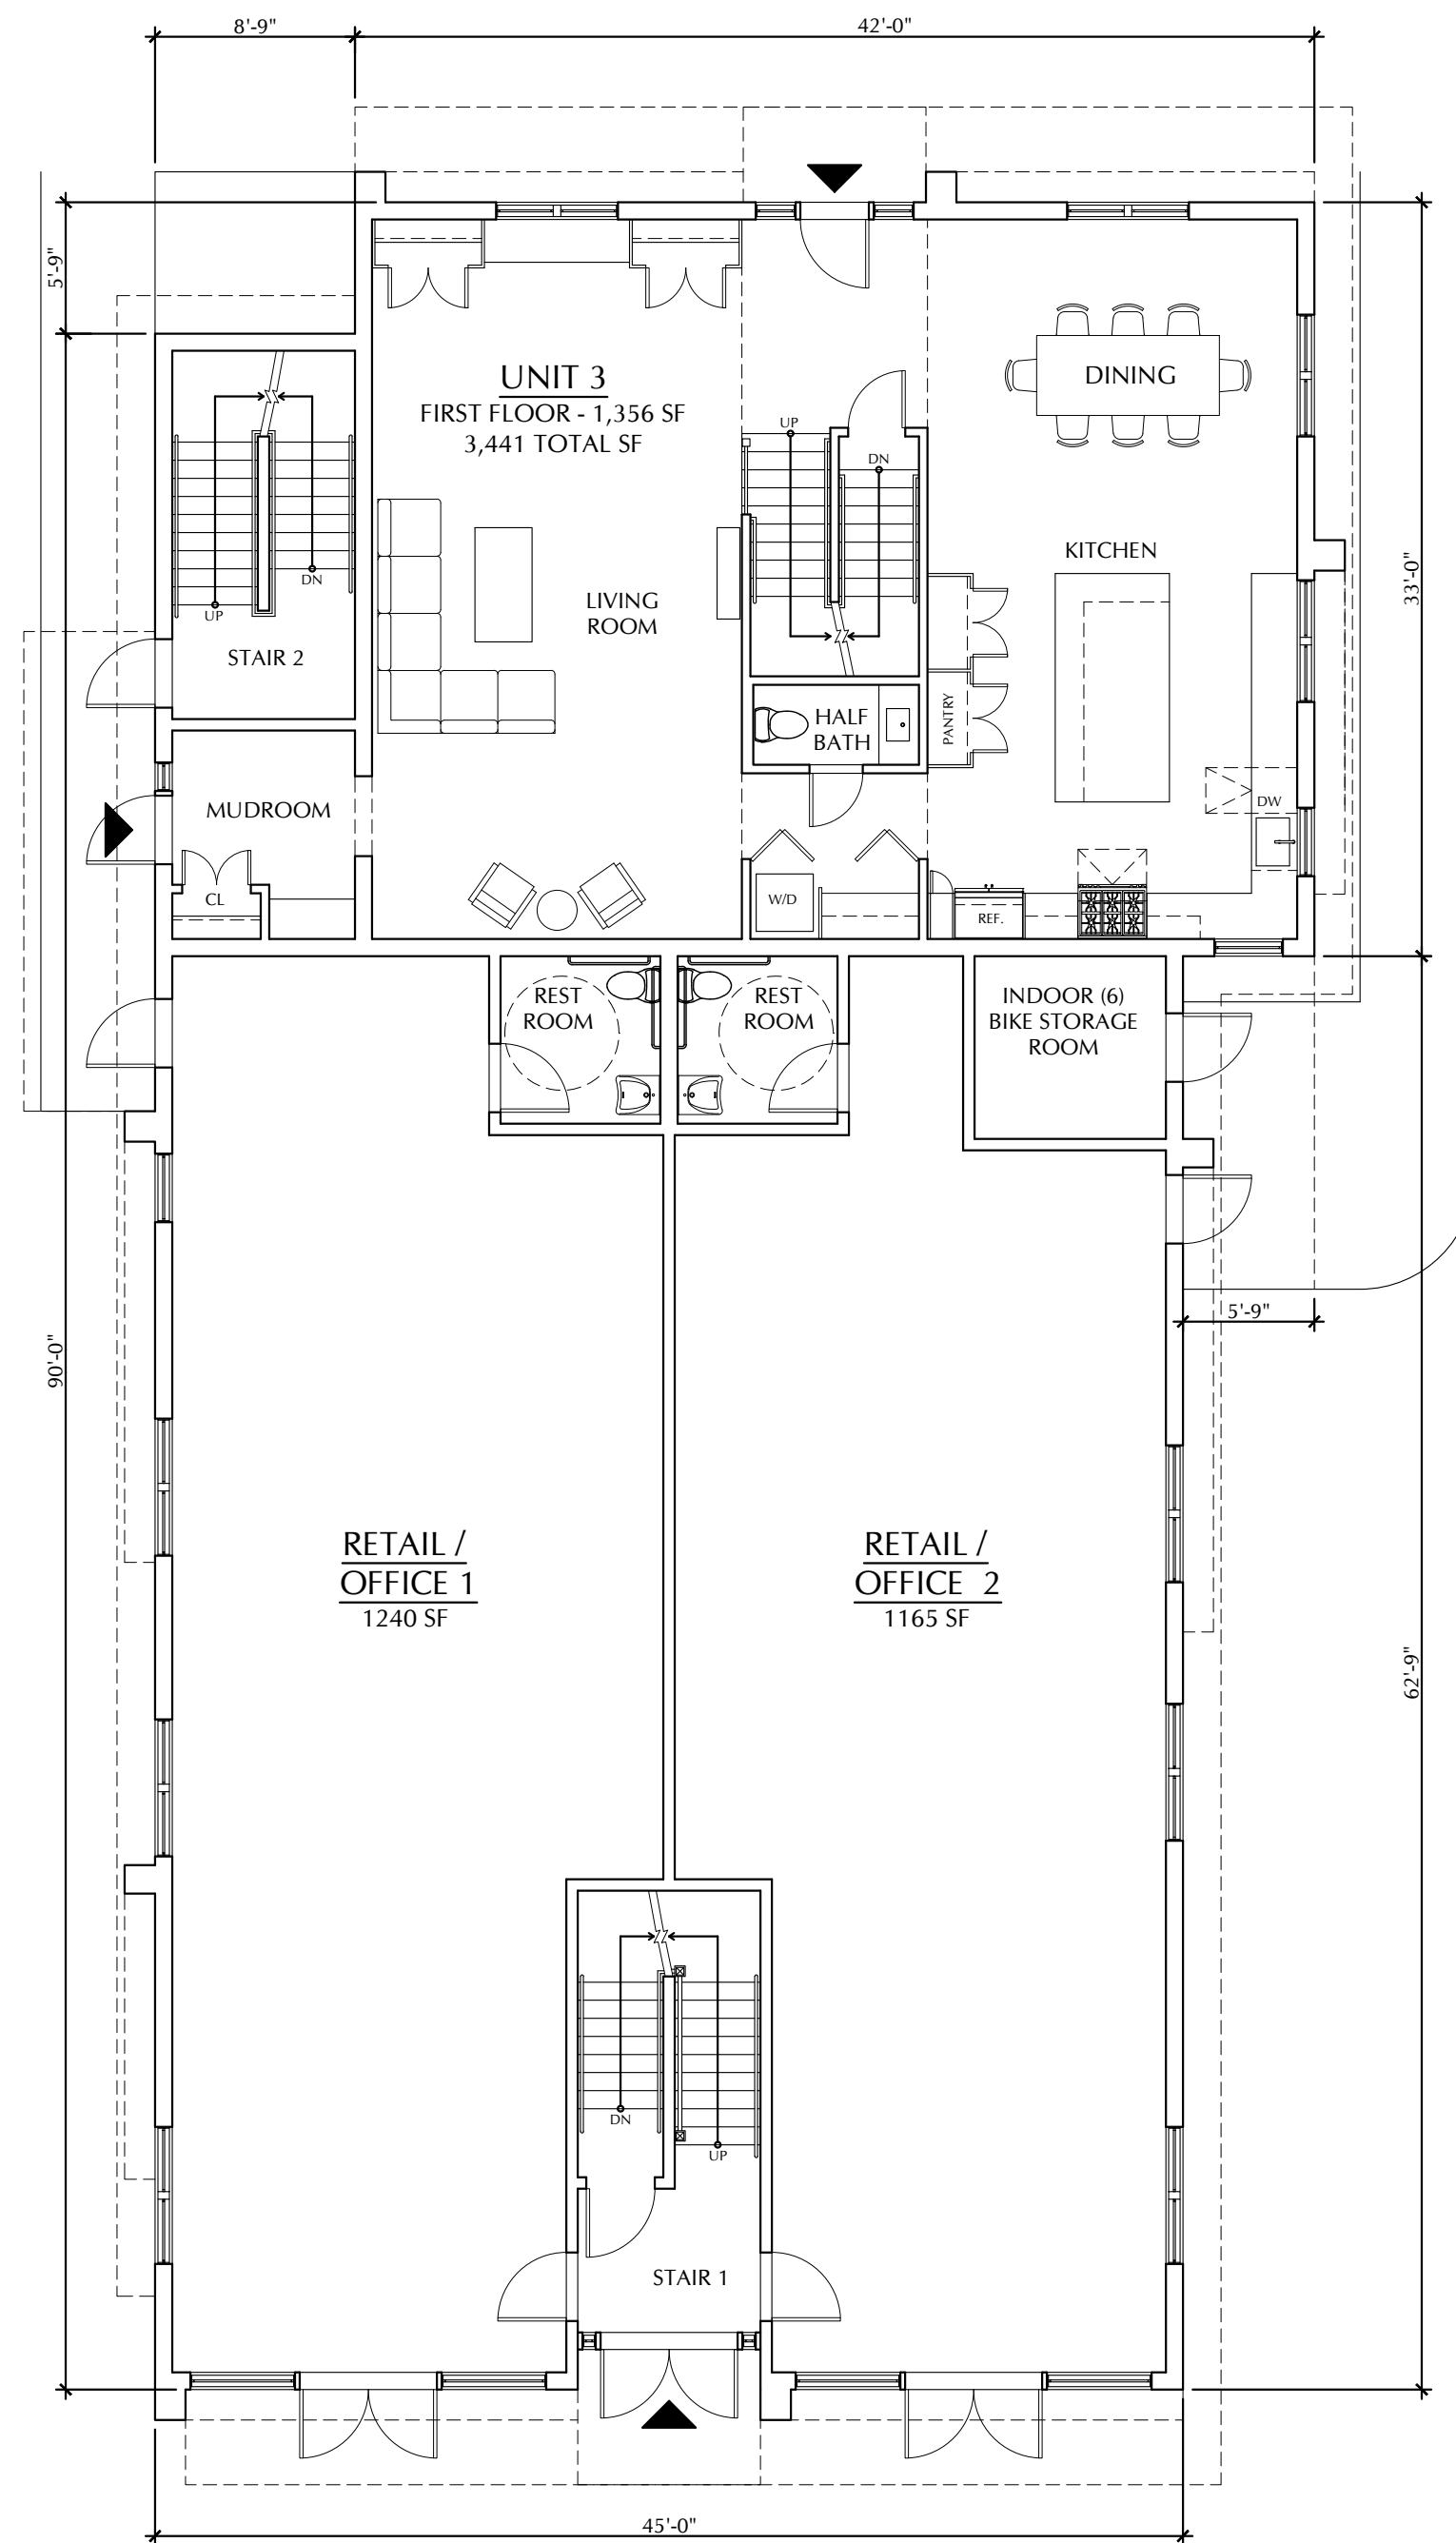 8'-9"
42'-0"
5'-9"
UNIT 3
FIRST FLOOR - 1,356 SF
3,441 TOTAL SF
DINING
UP
DN
KITCHEN
33'-0"
DN
UP
LIVING
ROOM
STAIR 2
HALF
BATH
PANTRY
MUDROOM
DW
CL
W/D
REF.
REST
ROOM
REST
ROOM
INDOOR (6)
BIKE STORAGE
ROOM
5'-9"
90'-0"
RETAIL /
OFFICE 1
1240 SF
RETAIL /
OFFICE 2
1165 SF
62'-9"
DN
UP
STAIR 1
45'-0"